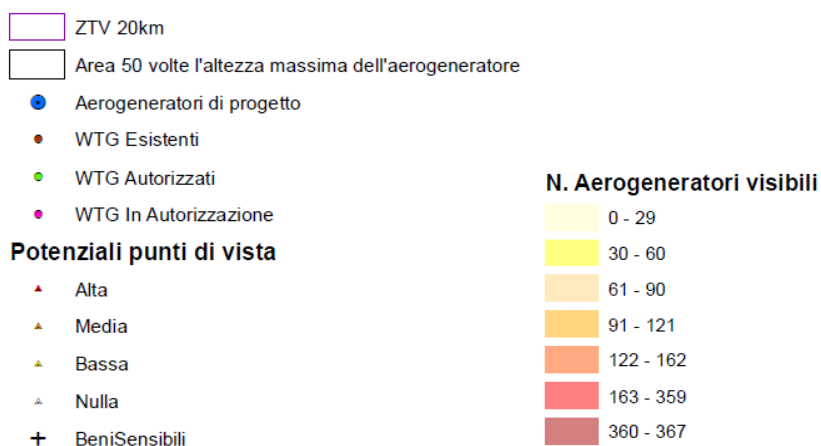 ZTV 20km
Area 50 volte l'altezza massima dell'aerogeneratore
Aerogeneratori di progetto
WTG Esistenti
WTG Autorizzati
WTG In Autorizzazione
Potenziali punti di vista
Alta
Media
Bassa
Nulla
BeniSensibili
N. Aerogeneratori visibili
0 - 29
30 - 60
61 - 90
91 - 121
122 - 162
163 - 359
360 - 367